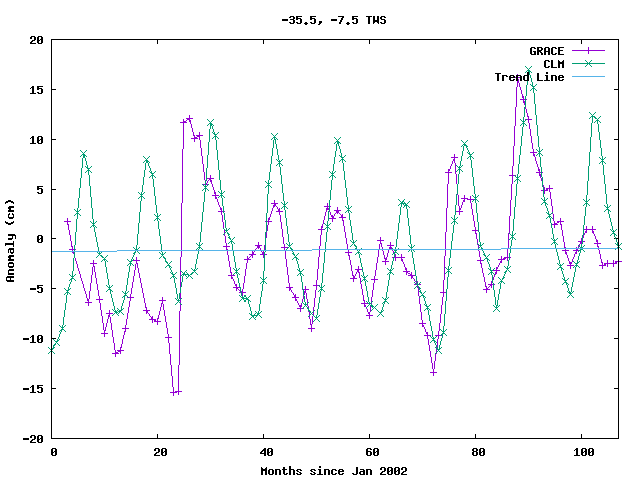 -35.5, -7.5 TWS
GRACE
CLM
Trend Line
20
15
10
5
0
-5
-10
-15
-20
Anomaly (cm)
0 20 40 60 80 100
Months since Jan 2002